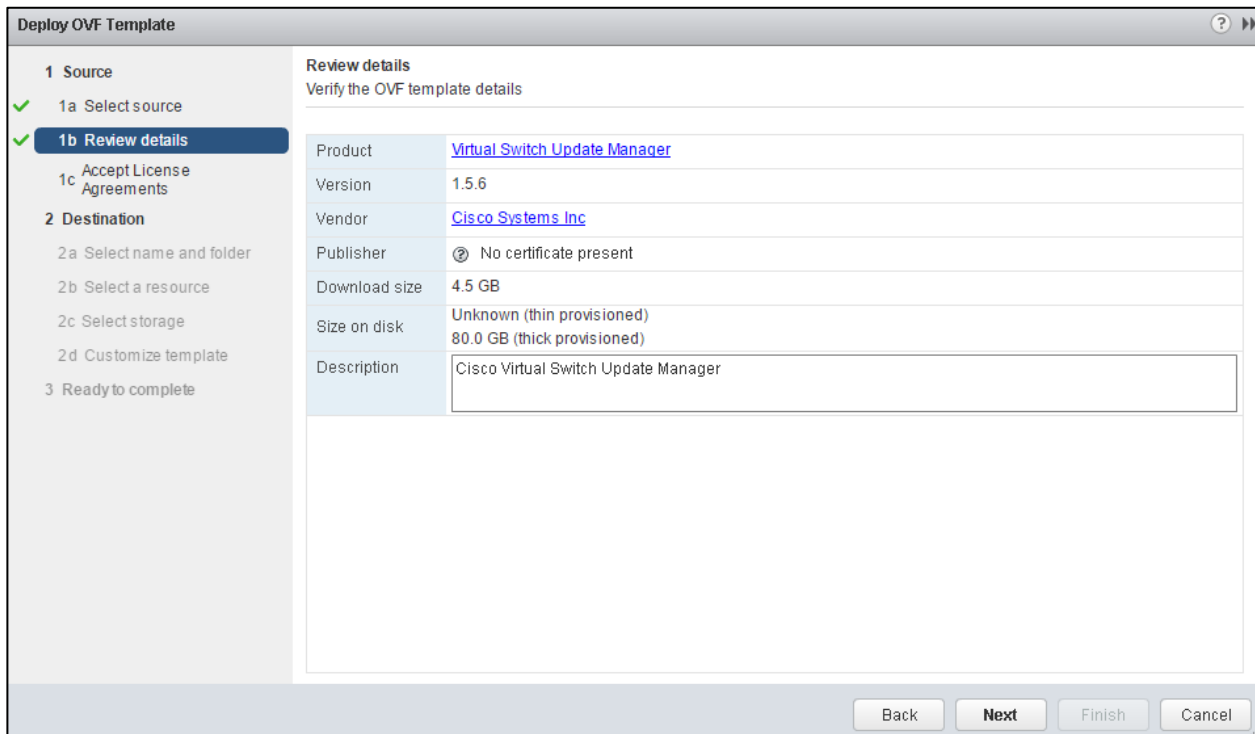 Deploy OVF Template
1 Source
1a Select source
1b Review details
1c Accept License
Agreements
2 Destination
2a Select name and folder
2b Select a resource
2c Select storage
2d Customize template
3 Ready to complete
Review details
Verify the OVF template details
Product Virtual Switch Update Manager
Version 1.5.6
Vendor Cisco Systems Inc
Publisher ? No certificate present
Download size 4.5 GB
Size on disk Unknown (thin provisioned)
80.0 GB (thick provisioned)
Description Cisco Virtual Switch Update Manager
Back Next Finish Cancel